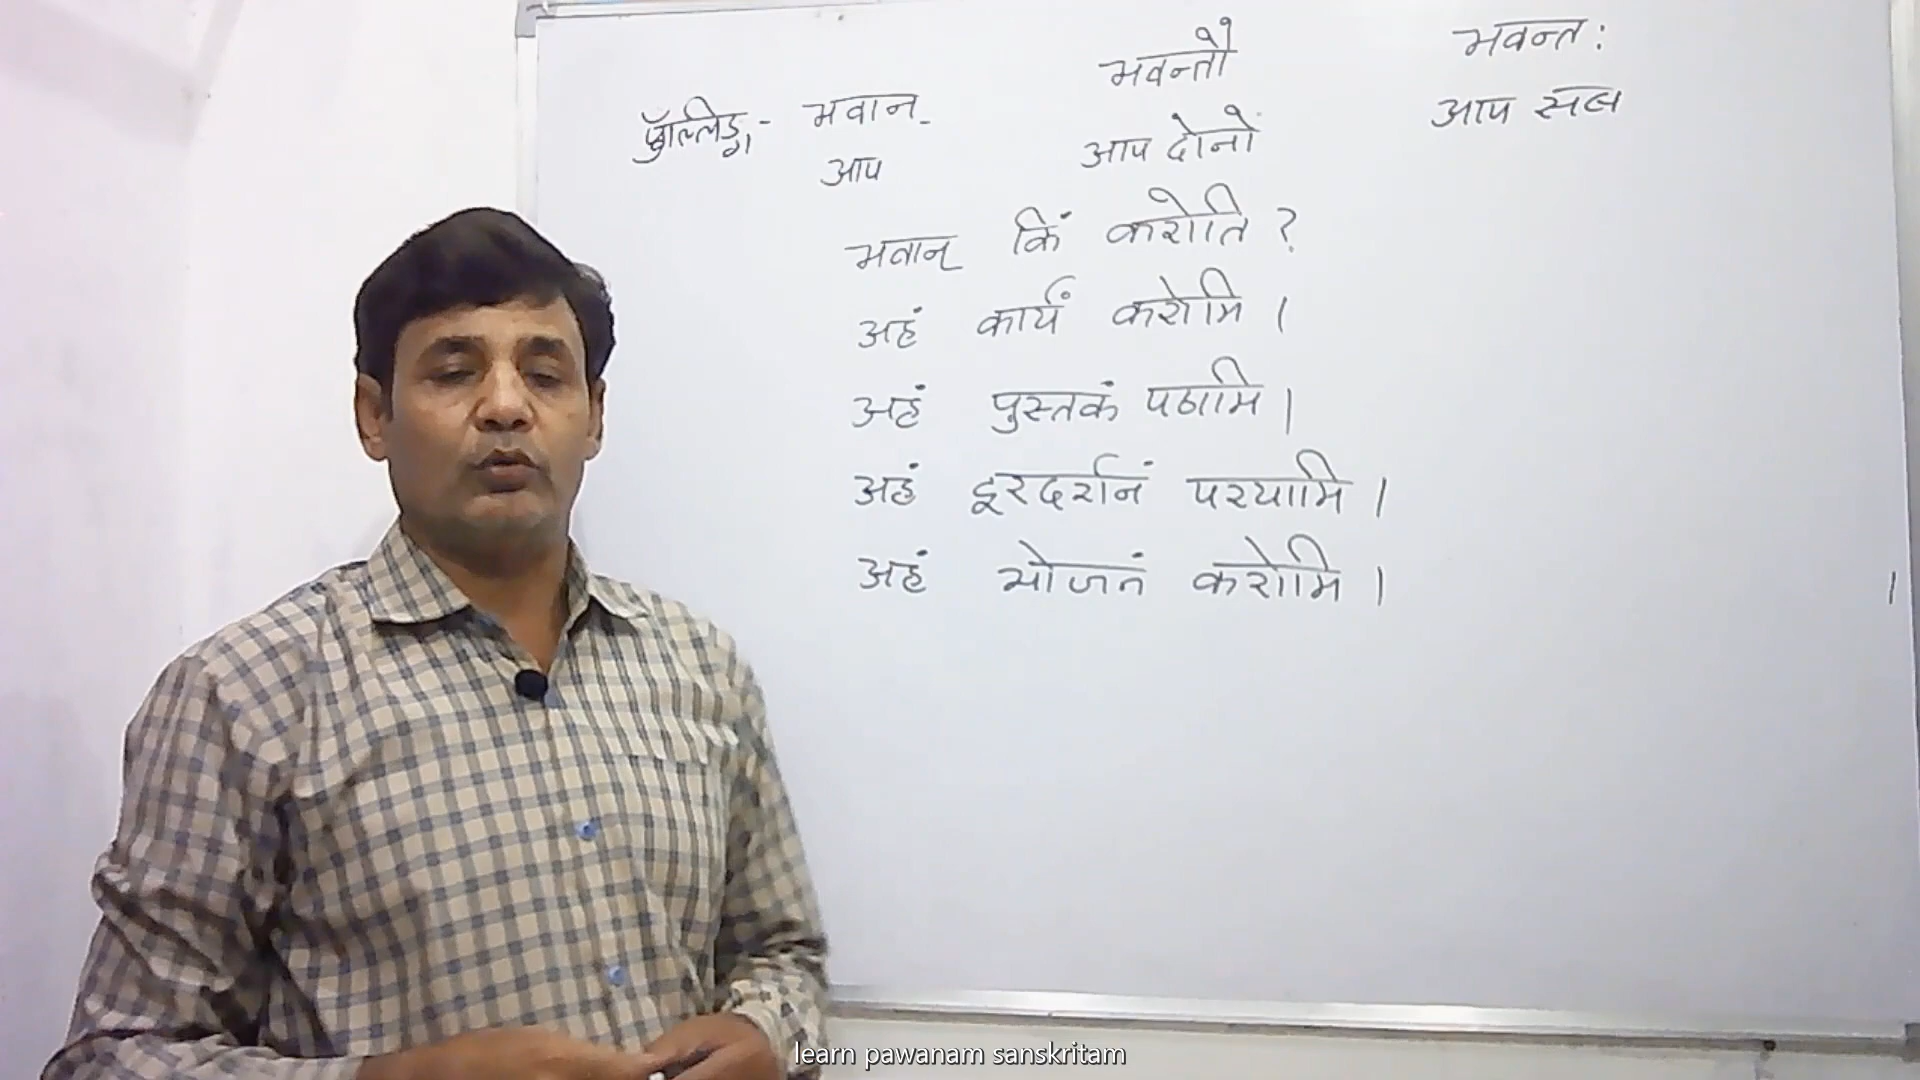 पुॅल्लिङ्ग - भवान् भवन्तौ भवन्त:
आप आप दोनों आप सब
भवान् किं करोति ?
अहं कार्यं करोमि ।
अहं पुस्तकं पठामि ।
अहं दूरदर्शनं पश्यामि ।
अहं भोजनं करोमि ।
learn pawanam sanskritam